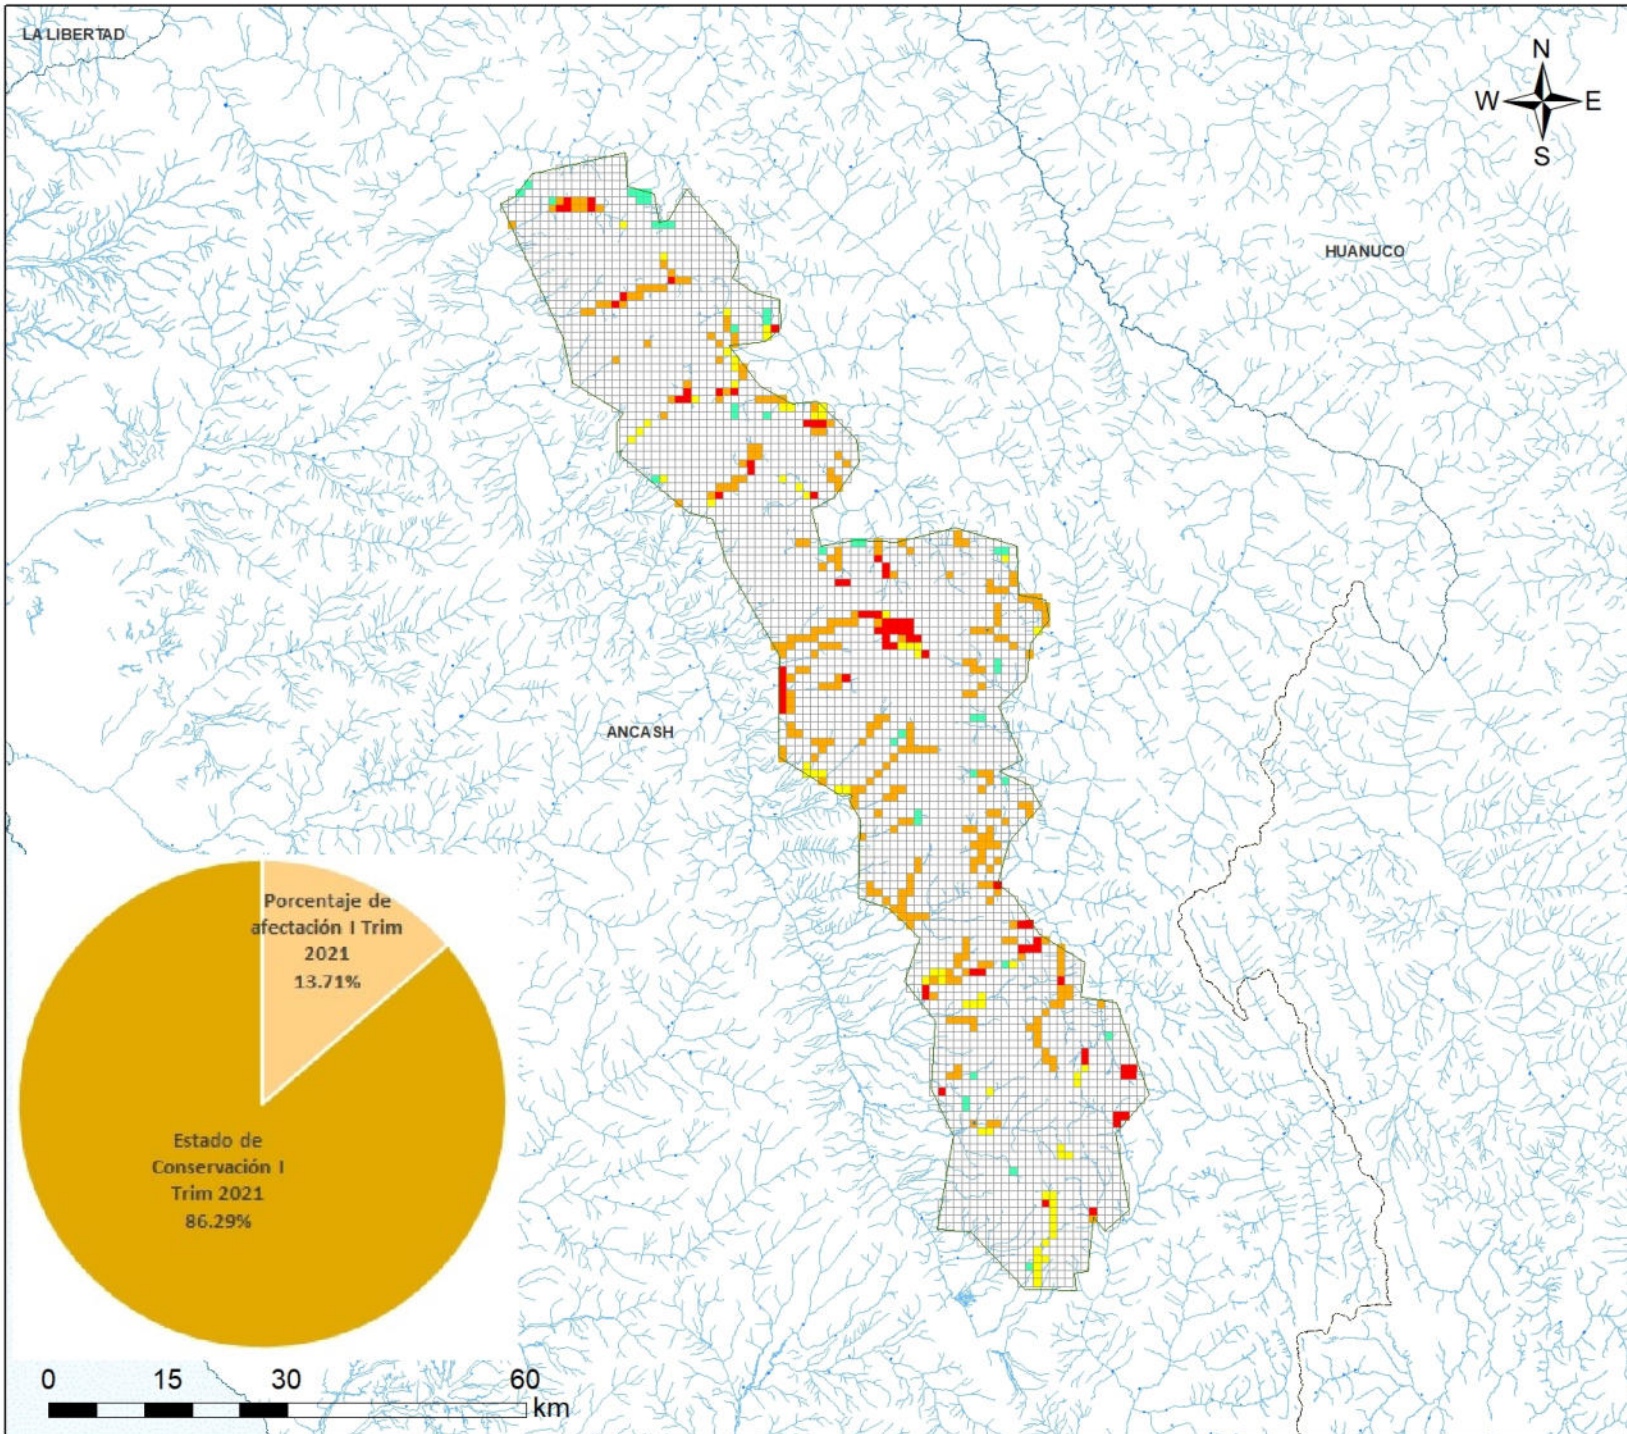 LA LIBERTAD
N
W E
S
HUANUCO
ANCASH
Porcentaje de
afectación I Trim
2021
13.71%
Estado de
Conservación I
Trim 2021
86.29%
0 15 30 60
km